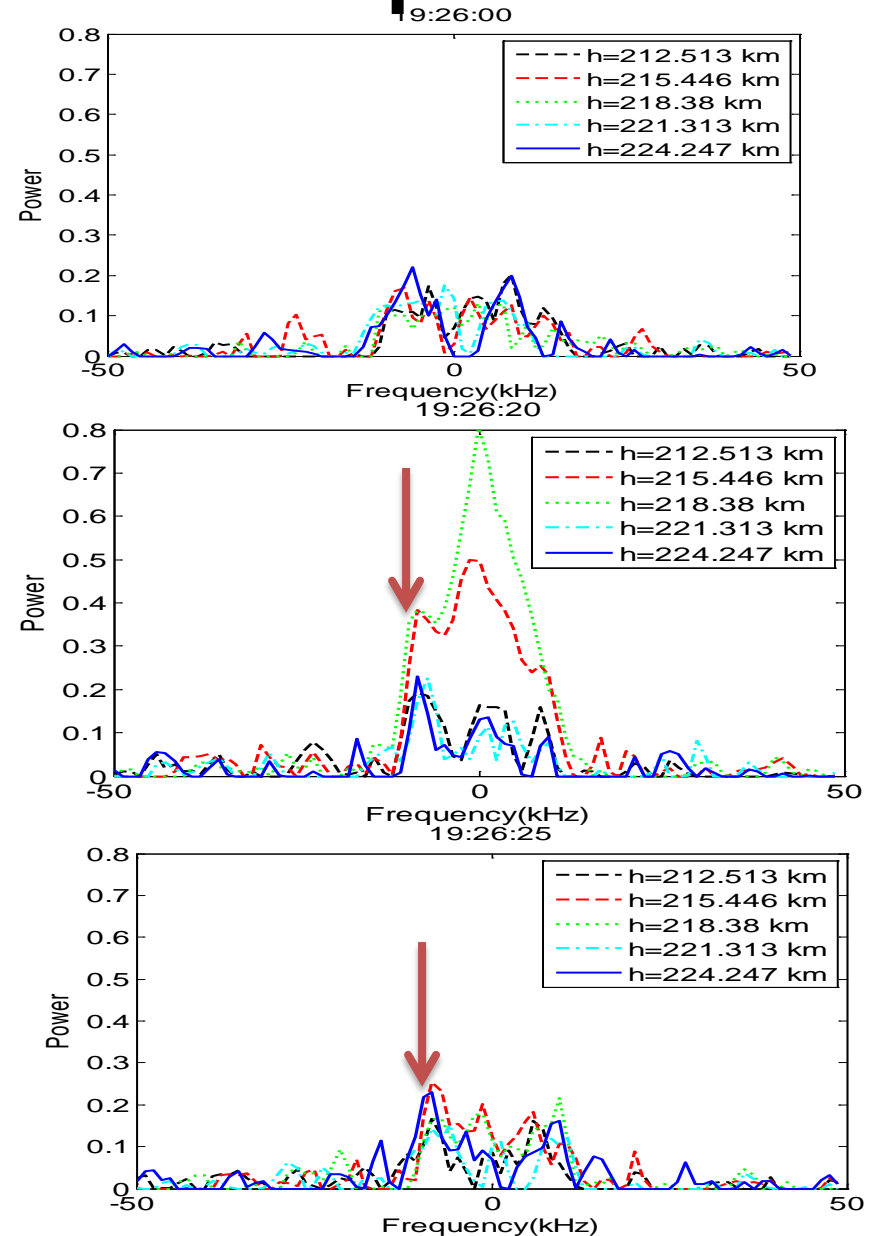 19:26:00
0.8
0.7
0.6
0.5
0.4
0.3
0.2
0.1
0
Power
h=212.513 km
h=215.446 km
h=218.38 km
h=221.313 km
h=224.247 km
-50 0 50
Frequency(kHz)
19:26:20
0.8
0.7
0.6
0.5
0.4
0.3
0.2
0.1
0
Power
h=212.513 km
h=215.446 km
h=218.38 km
h=221.313 km
h=224.247 km
-50 0 50
Frequency(kHz)
19:26:25
0.8
0.7
0.6
0.5
0.4
0.3
0.2
0.1
0
Power
h=212.513 km
h=215.446 km
h=218.38 km
h=221.313 km
h=224.247 km
-50 0 50
Frequency(kHz)